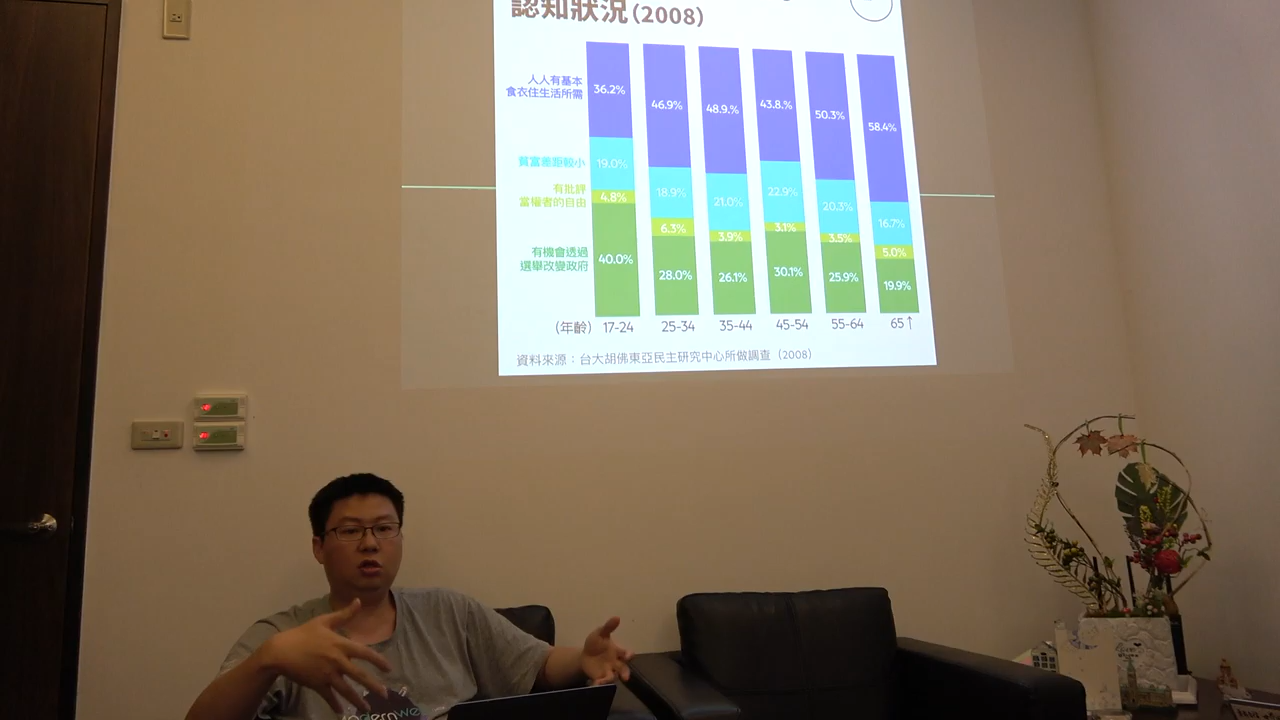 認知狀況(2008)
人人有基本
食衣住生活所需
36.2%
46.9%
48.9.%
43.8.%
50.3%
58.4%
貧富差距較小
19.0%
18.9%
21.0%
22.9%
20.3%
16.7%
有批評
當權者的自由
4.8%
6.3%
3.9%
3.1%
3.5%
5.0%
有機會透過
選舉改變政府
40.0%
28.0%
26.1%
30.1%
25.9%
19.9%
(年齡) 17-24 25-34 35-44 45-54 55-64 65↑
資料來源：台大胡佛東亞民主研究中心所做調查（2008）